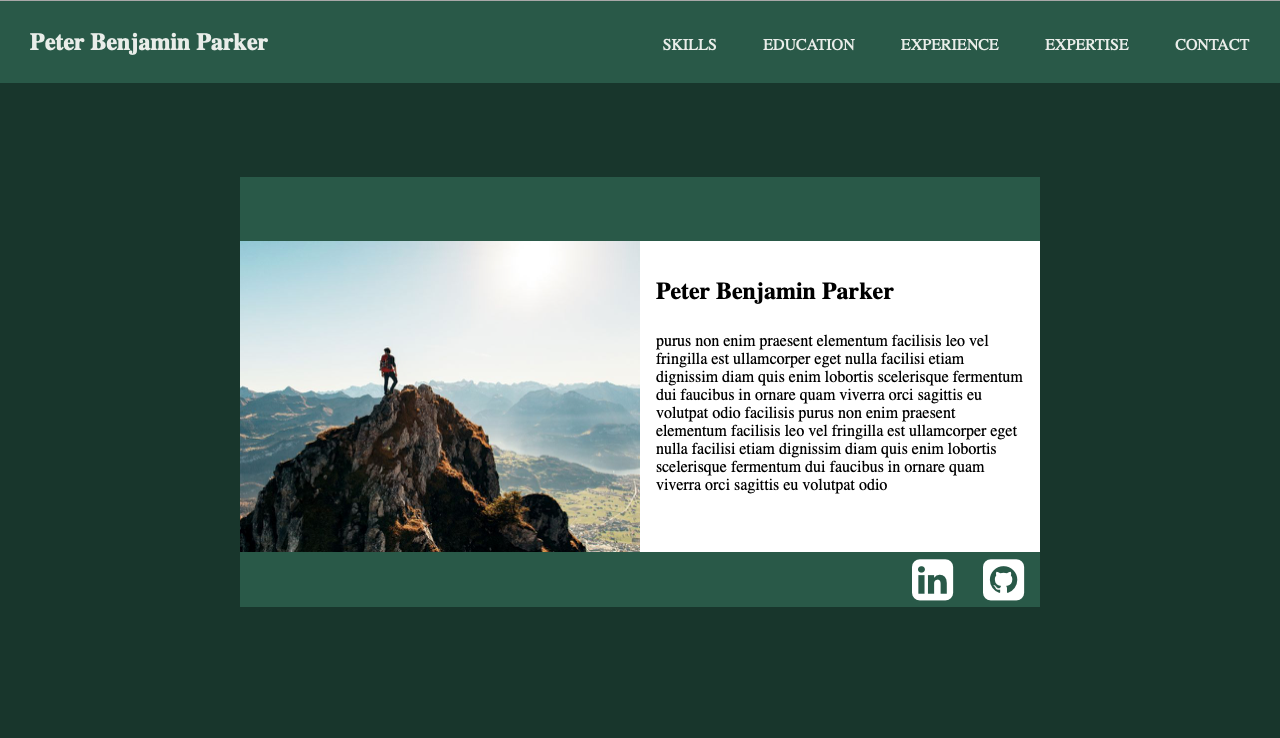 Peter Benjamin Parker
SKILLS EDUCATION EXPERIENCE EXPERTISE CONTACT
Peter Benjamin Parker
purus non enim praesent elementum facilisis leo vel
fringilla est ullamcorper eget nulla facilisi etiam
dignissim diam quis enim lobortis scelerisque fermentum
dui faucibus in ornare quam viverra orci sagittis eu
volutpat odio facilisis purus non enim praesent
elementum facilisis leo vel fringilla est ullamcorper eget
nulla facilisi etiam dignissim diam quis enim lobortis
scelerisque fermentum dui faucibus in ornare quam
viverra orci sagittis eu volutpat odio
in